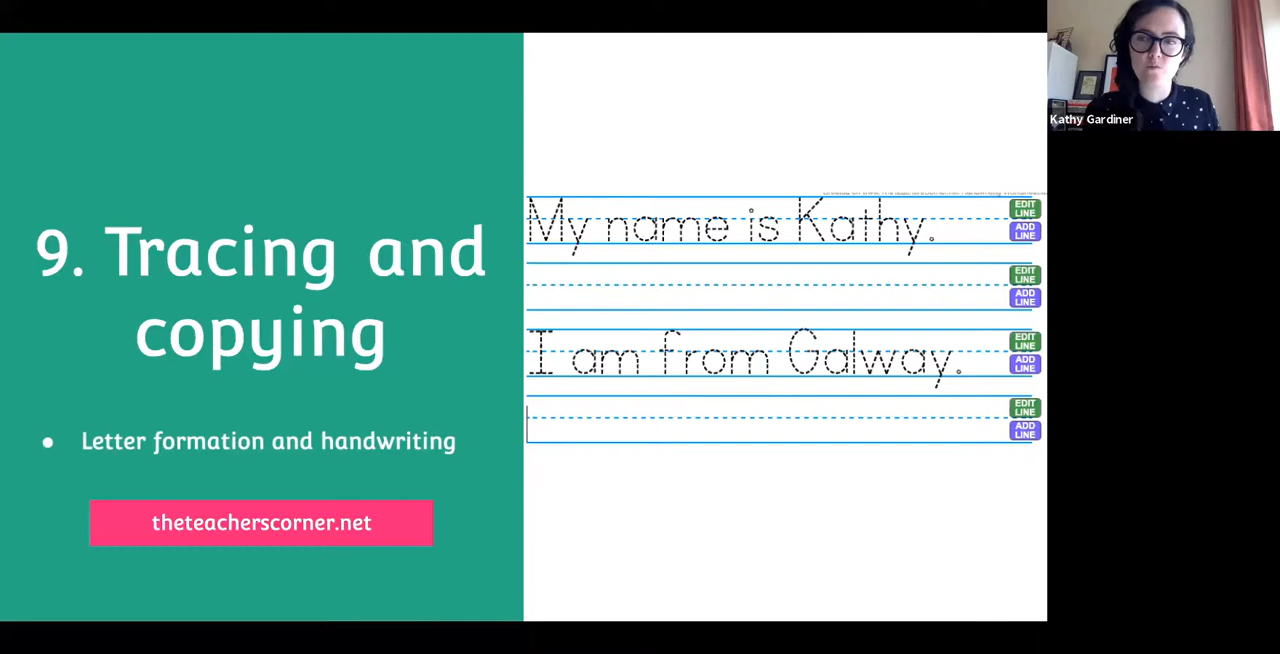 9. Tracing and
copying
● Letter formation and handwriting
theteacherscorner.net
My name is Kathy.
EDIT
LINE
ADD
LINE
EDIT
LINE
ADD
LINE
I am from Galway.
EDIT
LINE
ADD
LINE
EDIT
LINE
ADD
LINE
Kathy Gardiner